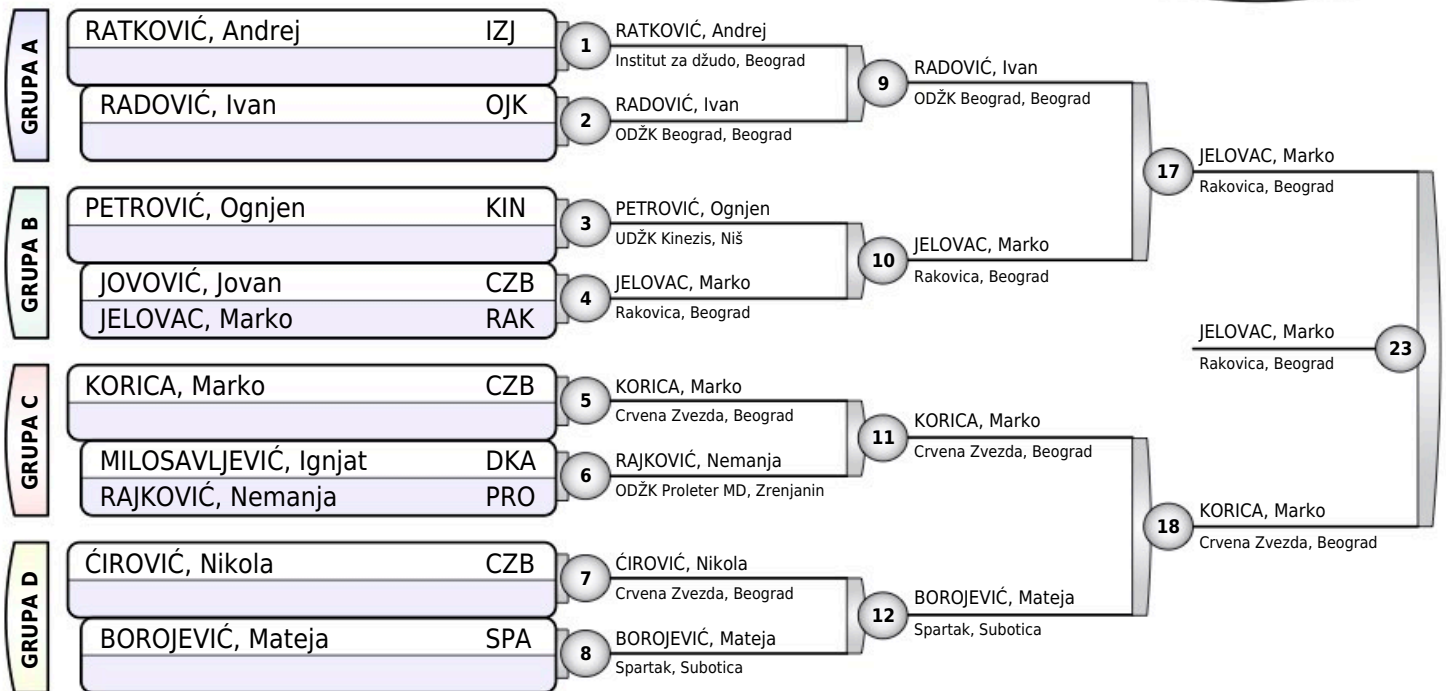 GRUPA A
RATKOVIĆ, Andrej IZJ
RADOVIĆ, Ivan OJK
1
RATKOVIĆ, Andrej
Institut za džudo, Beograd
2
RADOVIĆ, Ivan
ODŽK Beograd, Beograd
9
RADOVIĆ, Ivan
ODŽK Beograd, Beograd
GRUPA B
PETROVIĆ, Ognjen KIN
JOVOVIĆ, Jovan CZB
JELOVAC, Marko RAK
3
PETROVIĆ, Ognjen
UDŽK Kinezis, Niš
4
JELOVAC, Marko
Rakovica, Beograd
10
JELOVAC, Marko
Rakovica, Beograd
17
JELOVAC, Marko
Rakovica, Beograd
GRUPA C
KORICA, Marko CZB
MILOSAVLJEVIĆ, Ignjat DKA
RAJKOVIĆ, Nemanja PRO
5
KORICA, Marko
Crvena Zvezda, Beograd
6
RAJKOVIĆ, Nemanja
ODŽK Proleter MD, Zrenjanin
11
KORICA, Marko
Crvena Zvezda, Beograd
GRUPA D
ĆIROVIĆ, Nikola CZB
BOROJEVIĆ, Mateja SPA
7
ĆIROVIĆ, Nikola
Crvena Zvezda, Beograd
8
BOROJEVIĆ, Mateja
Spartak, Subotica
12
BOROJEVIĆ, Mateja
Spartak, Subotica
18
KORICA, Marko
Crvena Zvezda, Beograd
JELOVAC, Marko
Rakovica, Beograd
23